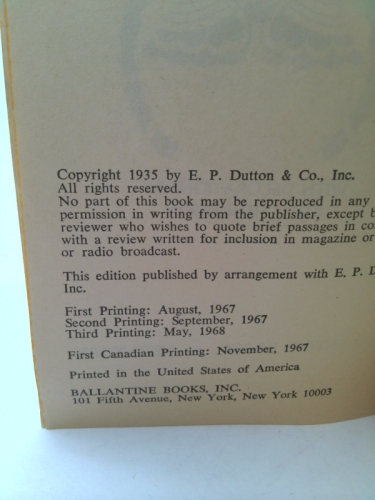 Copyright 1935 by E. P. Dutton & Co., Inc.
All rights reserved.
No part of this book may be reproduced in any
permission in writing from the publisher, except
reviewer who wishes to quote brief passages in
with a review written for inclusion in magazine or
or radio broadcast.
This edition published by arrangement with E. P.
Inc.
First Printing: August, 1967
Second Printing: September, 1967
Third Printing: May, 1968
First Canadian Printing: November, 1967
Printed in the United States of America
BALLANTINE BOOKS, INC.
101 Fifth Avenue, New York, New York 10003